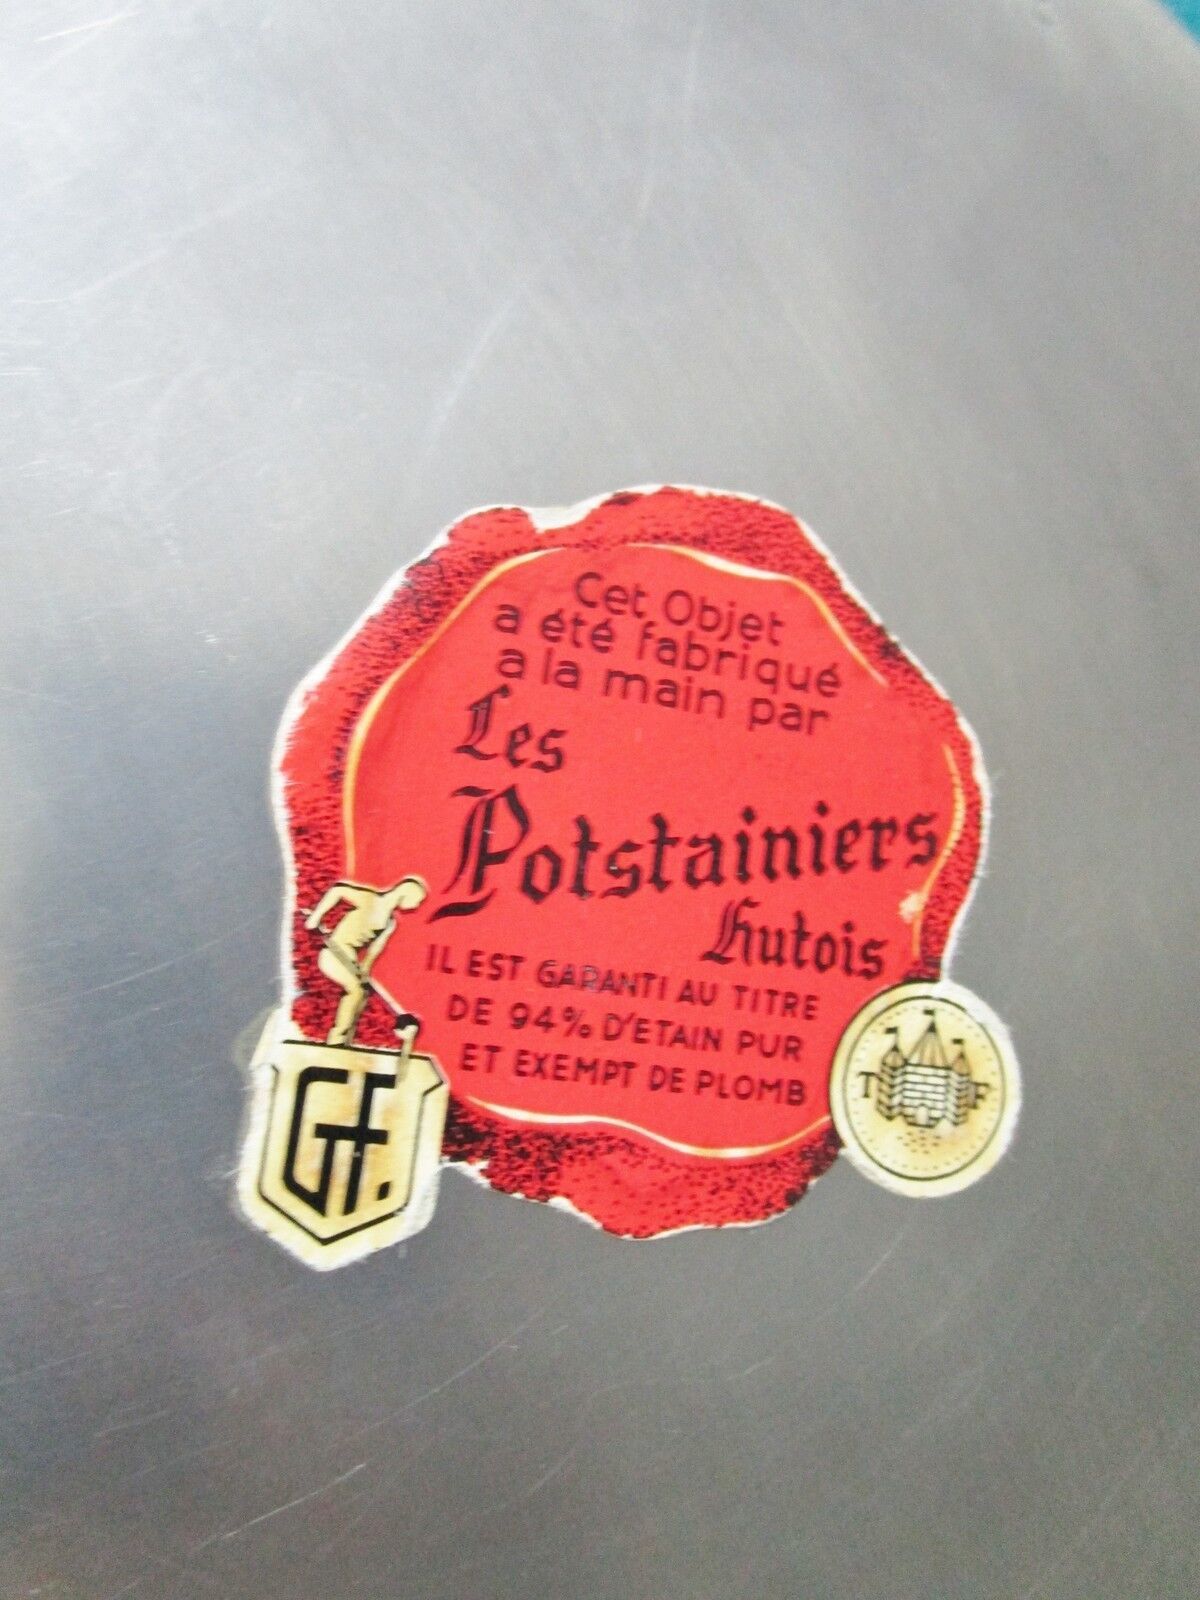 Cet Objet
a été fabriqué
a la main par
Les
Potstainiers
hutois
IL EST GARANTI AU TITRE
DE 94% D'ETAIN PUR
ET EXEMPT DE PLOMB
GF.
T F